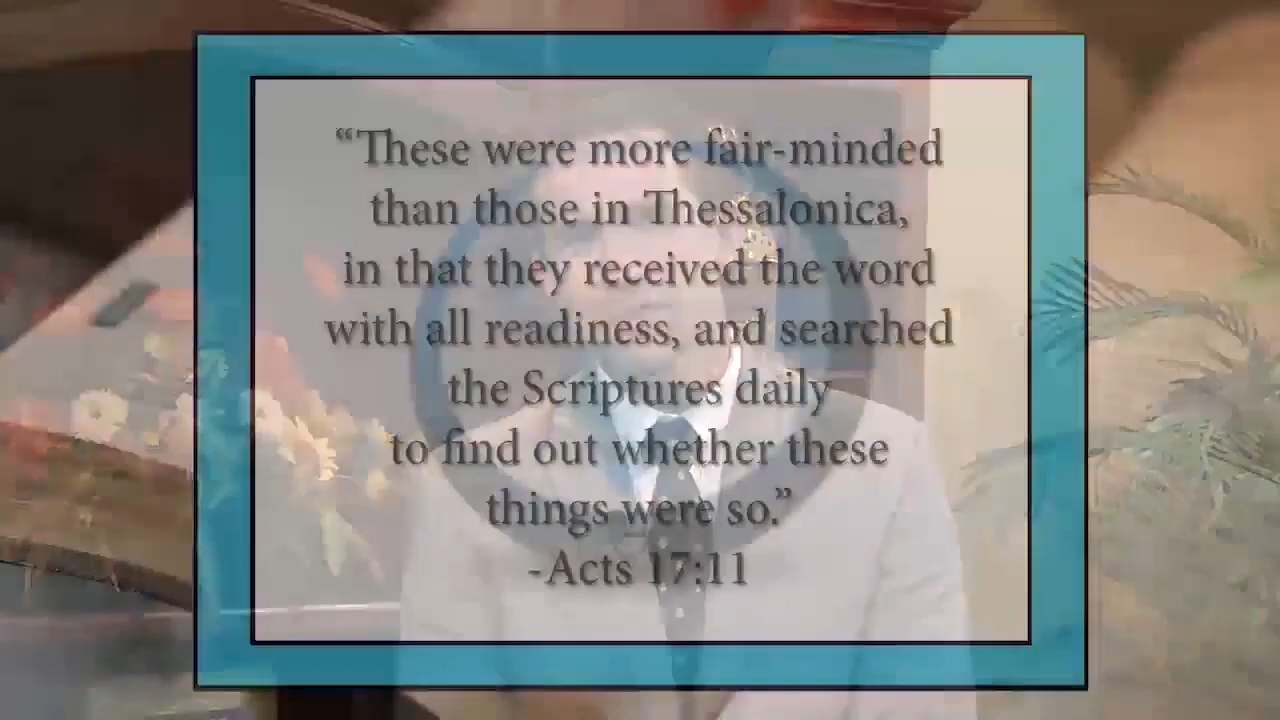 “These were more fair-minded
than those in Thessalonica,
in that they received the word
with all readiness, and searched
the Scriptures daily
to find out whether these
things were so.”
-Acts 17:11